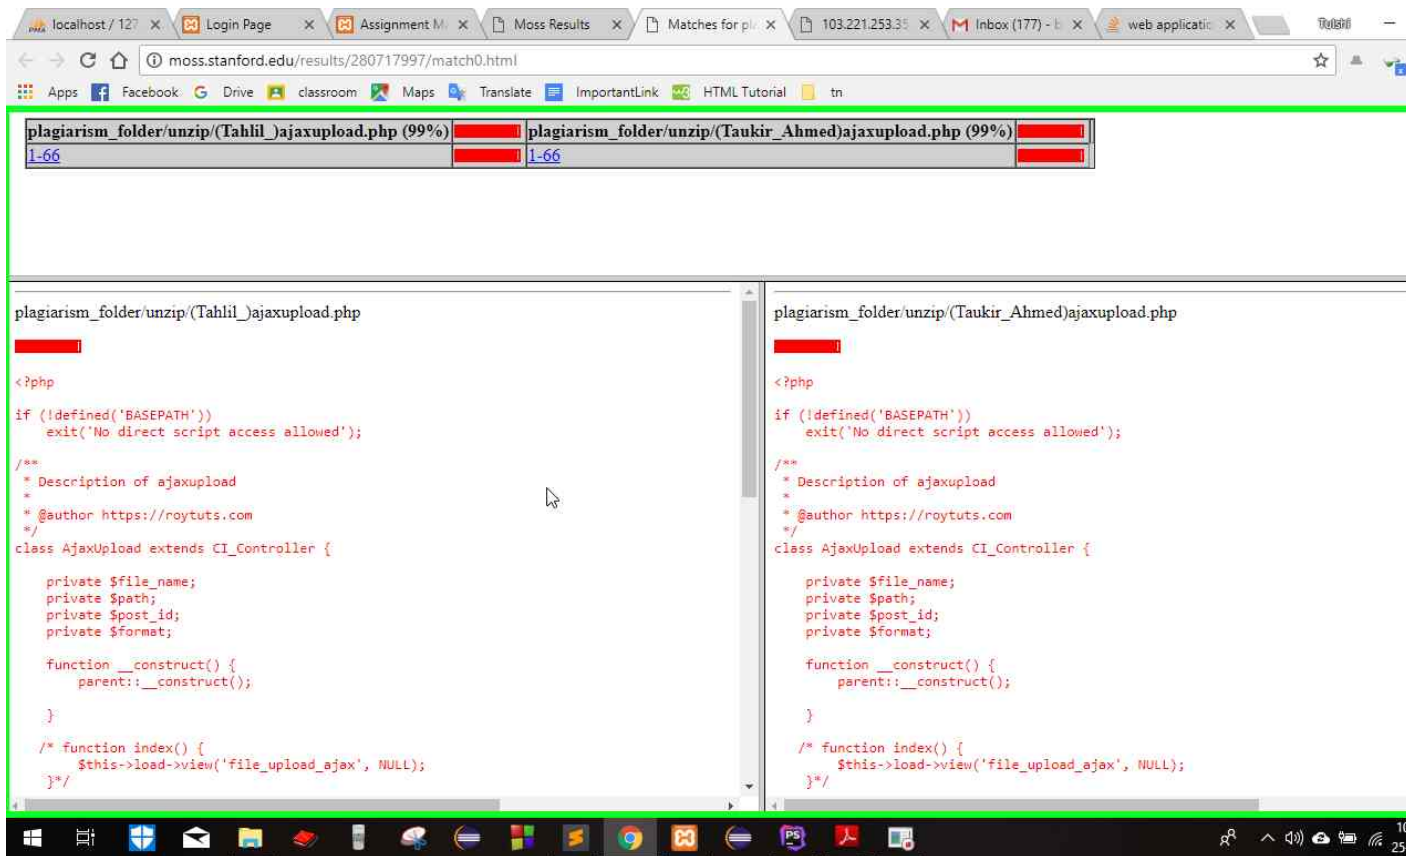 localhost / 127
Login Page
Assignment M
Moss Results
Matches for pl
103.221.253.35
Inbox (177) - b
web applicatic
Tulshi
moss.stanford.edu/results/280717997/match0.html
Apps Facebook Drive classroom Maps Translate ImportantLink HTML Tutorial tn
plagiarism_folder/unzip/(Tahlil_)ajaxupload.php (99%) plagiarism_folder/unzip/(Taukir_Ahmed)ajaxupload.php (99%)
1-66 1-66
plagiarism_folder/unzip/(Tahlil_)ajaxupload.php
<?php
if (!defined('BASEPATH'))
exit('No direct script access allowed');
/**
* Description of ajaxupload
*
* @author https://roytuts.com
*/
class AjaxUpload extends CI_Controller {
private $file_name;
private $path;
private $post_id;
private $format;
function __construct() {
parent::__construct();
}
/* function index() {
$this->load->view('file_upload_ajax', NULL);
}*/
plagiarism_folder/unzip/(Taukir_Ahmed)ajaxupload.php
<?php
if (!defined('BASEPATH'))
exit('No direct script access allowed');
/**
* Description of ajaxupload
*
* @author https://roytuts.com
*/
class AjaxUpload extends CI_Controller {
private $file_name;
private $path;
private $post_id;
private $format;
function __construct() {
parent::__construct();
}
/* function index() {
$this->load->view('file_upload_ajax', NULL);
}*/
PS
10
25